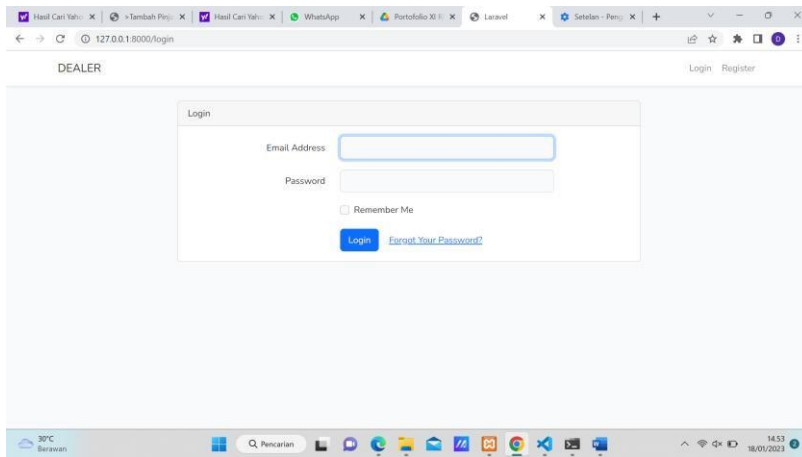 Hasil Cari Yaho
+Tambah Pinj
Hasil Cari Yaho
WhatsApp
Portofolio XI R
Laravel
Setelan - Peng
127.0.0.1:8000/login
D
DEALER
Login Register
Login
Email Address
Password
Remember Me
Login Forgot Your Password?
30°C
Berawan
Pencarian
14.53
18/01/2023
2